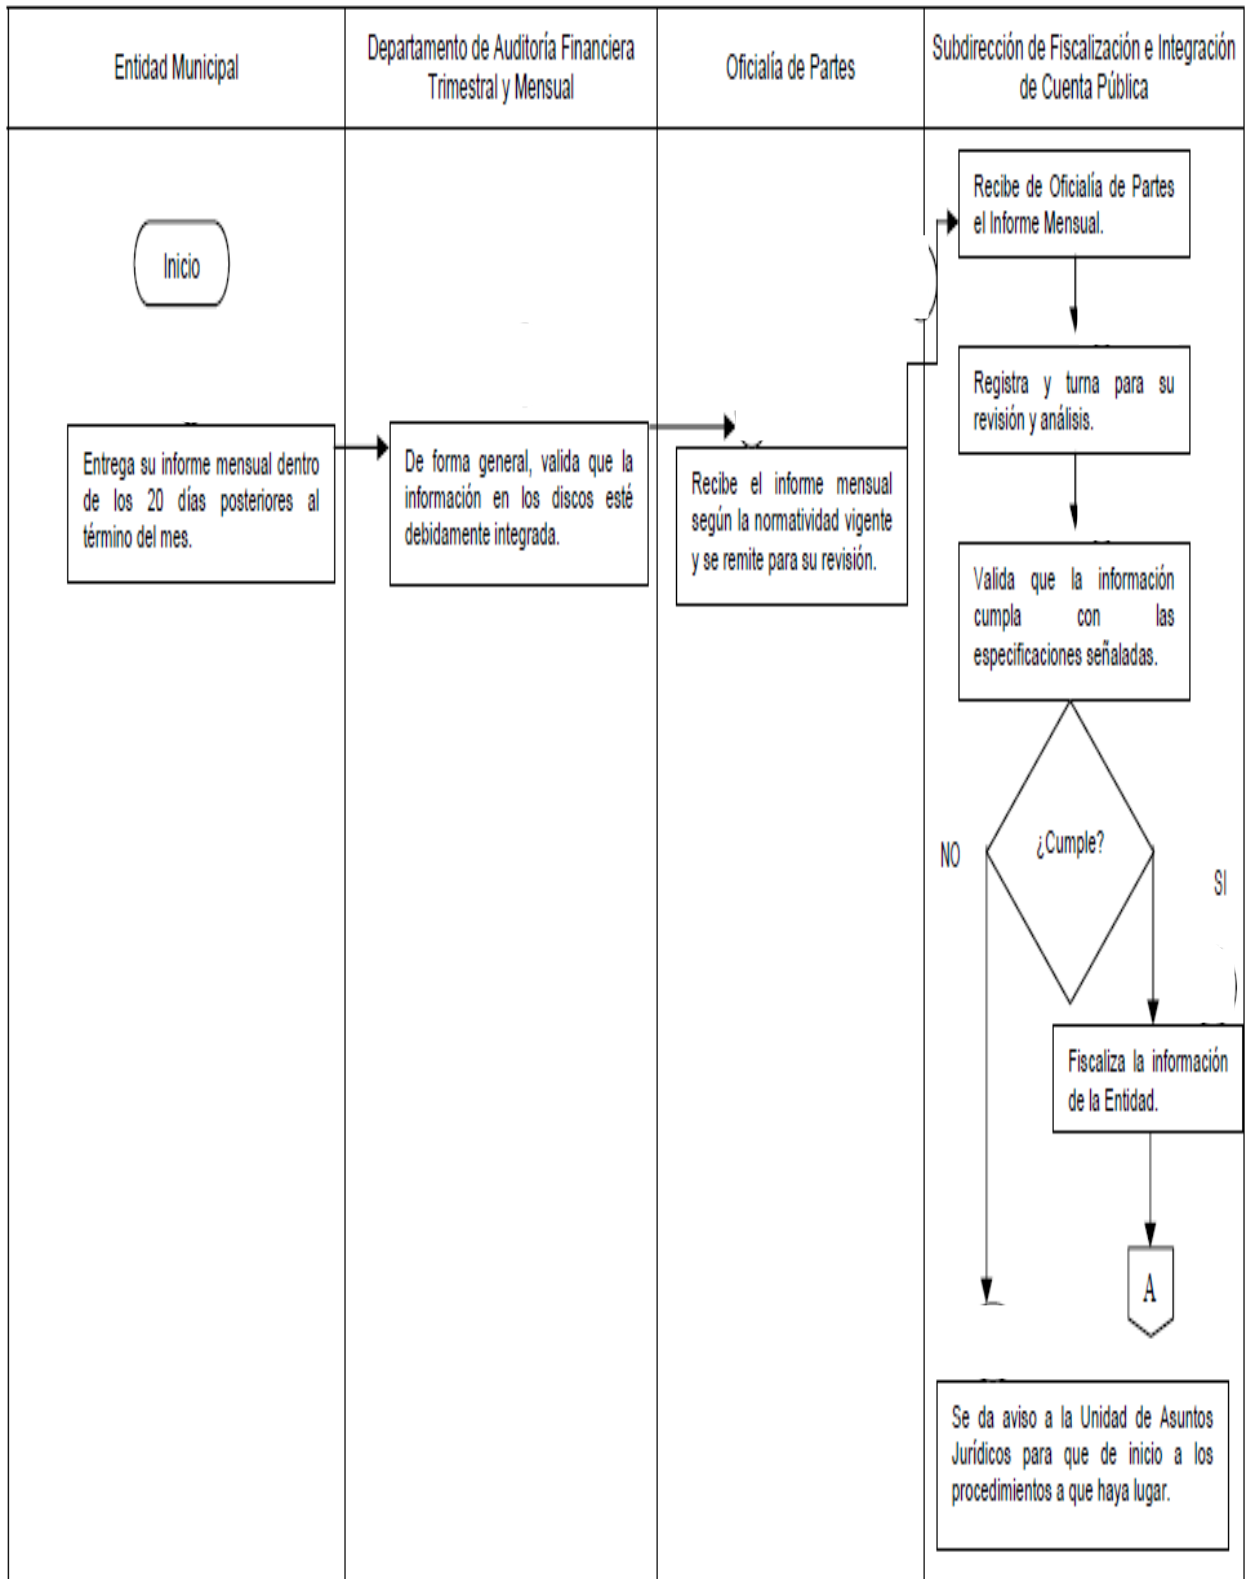 Entidad Municipal
Departamento de Auditoría Financiera
Trimestral y Mensual
Oficialía de Partes
Subdirección de Fiscalización e Integración
de Cuenta Pública
Inicio
Entrega su informe mensual dentro
de los 20 días posteriores al
término del mes.
De forma general, valida que la
información en los discos esté
debidamente integrada.
Recibe el informe mensual
según la normatividad vigente
y se remite para su revisión.
Recibe de Oficialía de Partes
el Informe Mensual.
Registra y turna para su
revisión y análisis.
Valida que la información
cumpla con las
especificaciones señaladas.
¿Cumple?
NO
SI
Fiscaliza la información
de la Entidad.
A
Se da aviso a la Unidad de Asuntos
Jurídicos para que de inicio a los
procedimientos a que haya lugar.